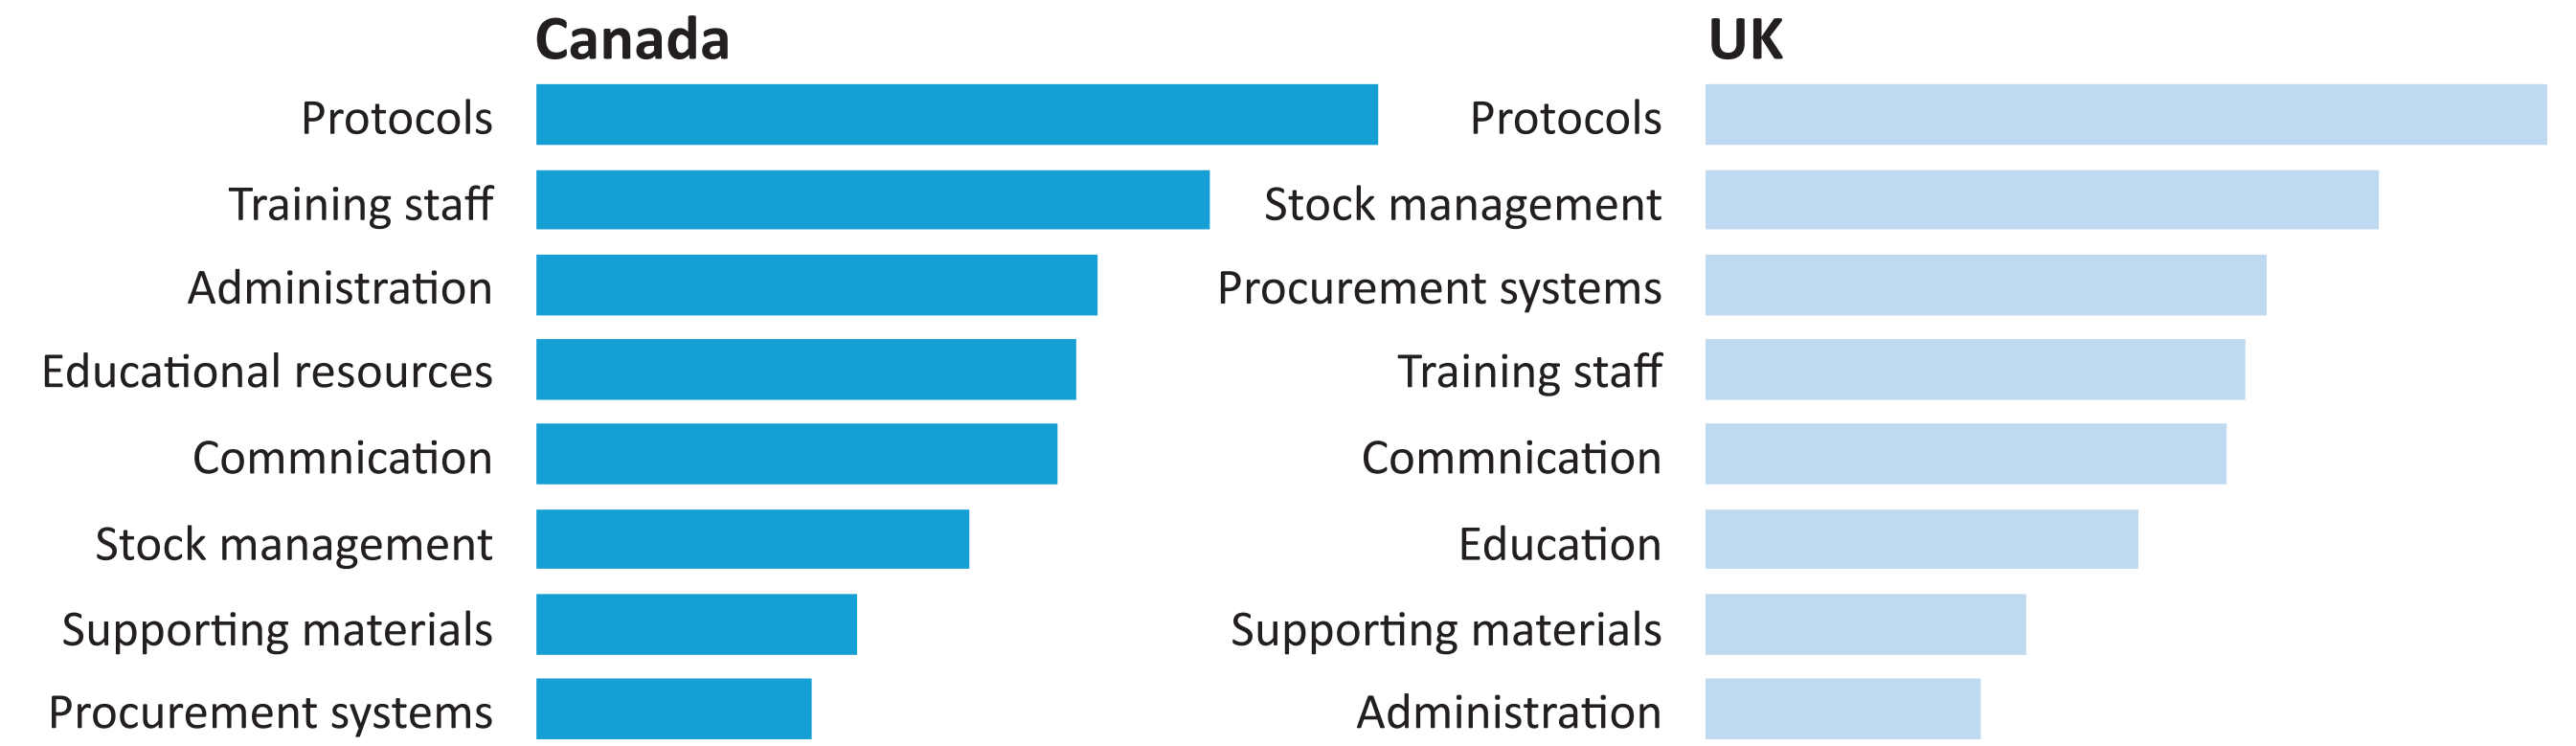 Canada
Protocols
Training staff
Administration
Educational resources
Commnication
Stock management
Supporting materials
Procurement systems
UK
Protocols
Stock management
Procurement systems
Training staff
Commnication
Education
Supporting materials
Administration